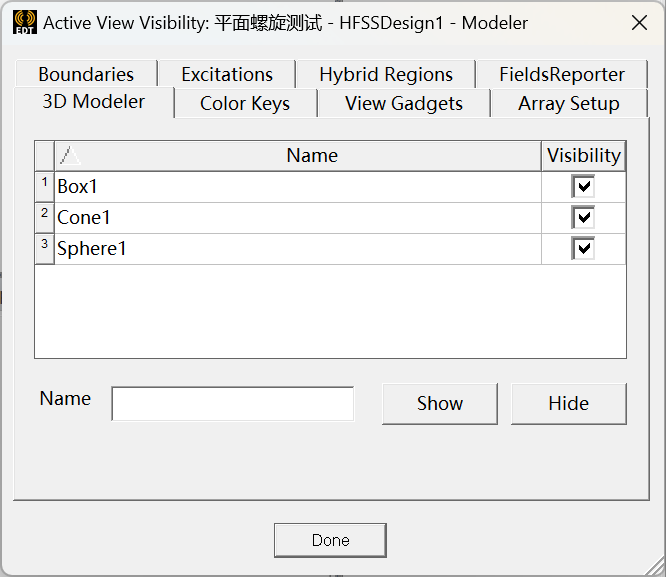 EDT
Active View Visibility: 平面螺旋测试 - HFSSDesign1 - Modeler
Boundaries Excitations Hybrid Regions FieldsReporter
3D Modeler Color Keys View Gadgets Array Setup
Name Visibility
1 Box1
2 Cone1
3 Sphere1
Name Show Hide
Done